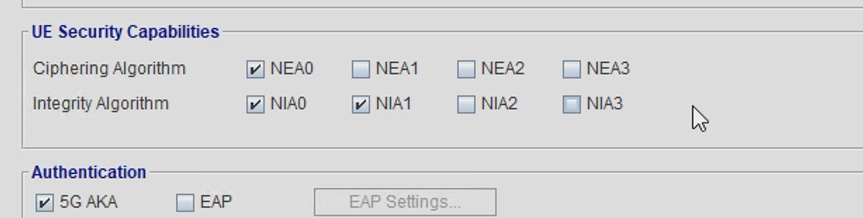 UE Security Capabilities
Ciphering Algorithm NEA0 NEA1 NEA2 NEA3
Integrity Algorithm NIA0 NIA1 NIA2 NIA3
Authentication
5G AKA EAP EAP Settings...